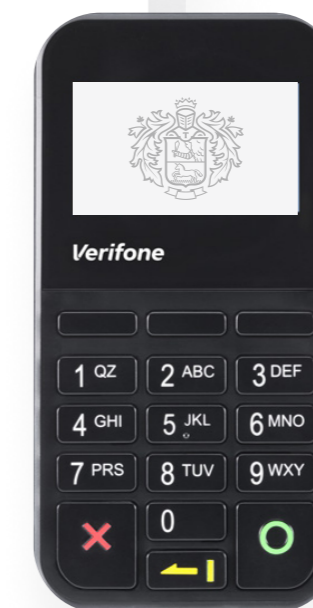 Verifone
1 QZ 2 ABC 3 DEF
4 GHI 5 JKL 6 MNO
7 PRS 8 TUV 9 WXY
0